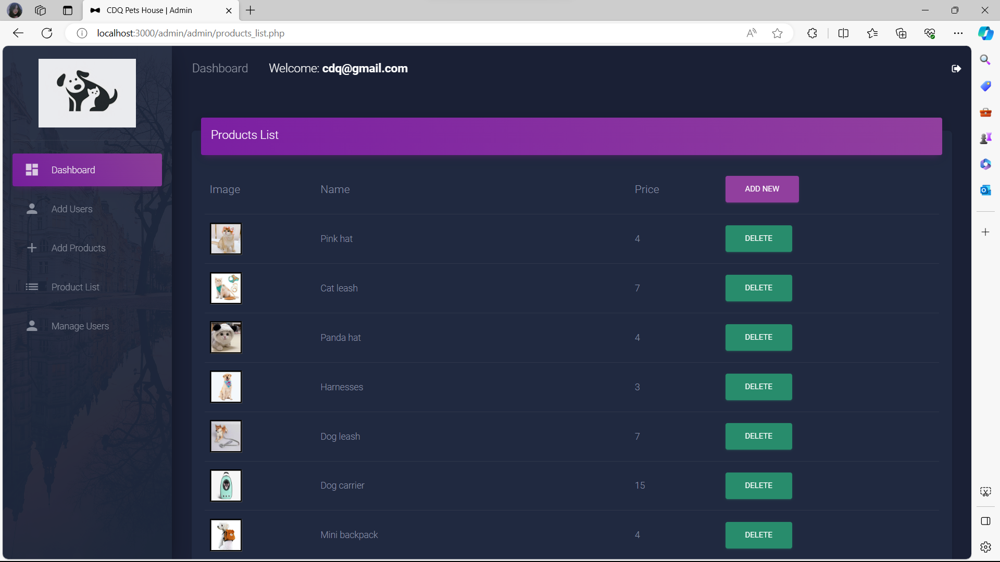 CDQ Pets House | Admin
localhost:3000/admin/admin/products_list.php
Dashboard
Add Users
Add Products
Product List
Manage Users
Dashboard Welcome: cdq@gmail.com
Products List
Image Name Price ADD NEW
Pink hat 4 DELETE
Cat leash 7 DELETE
Panda hat 4 DELETE
Harnesses 3 DELETE
Dog leash 7 DELETE
Dog carrier 15 DELETE
Mini backpack 4 DELETE